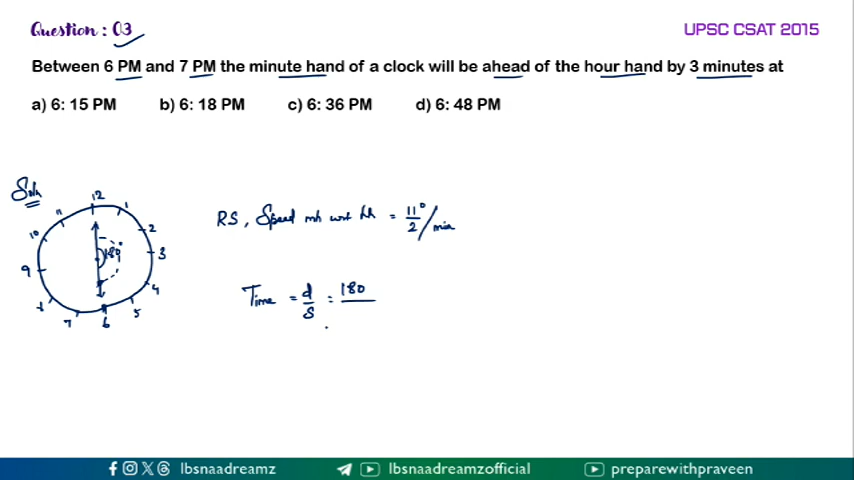 Question : 03
UPSC CSAT 2015
Between 6 PM and 7 PM the minute hand of a clock will be ahead of the hour hand by 3 minutes at
a) 6: 15 PM b) 6: 18 PM c) 6: 36 PM d) 6: 48 PM
Soln
12
11 1
10 2
180°
9 3
8 4
7 6 5
RS, Speed mh wrt hh = 11°/2 /min
Time = d/s = 180
lbsnaadreamz lbsnaadreamzofficial preparewithpraveen